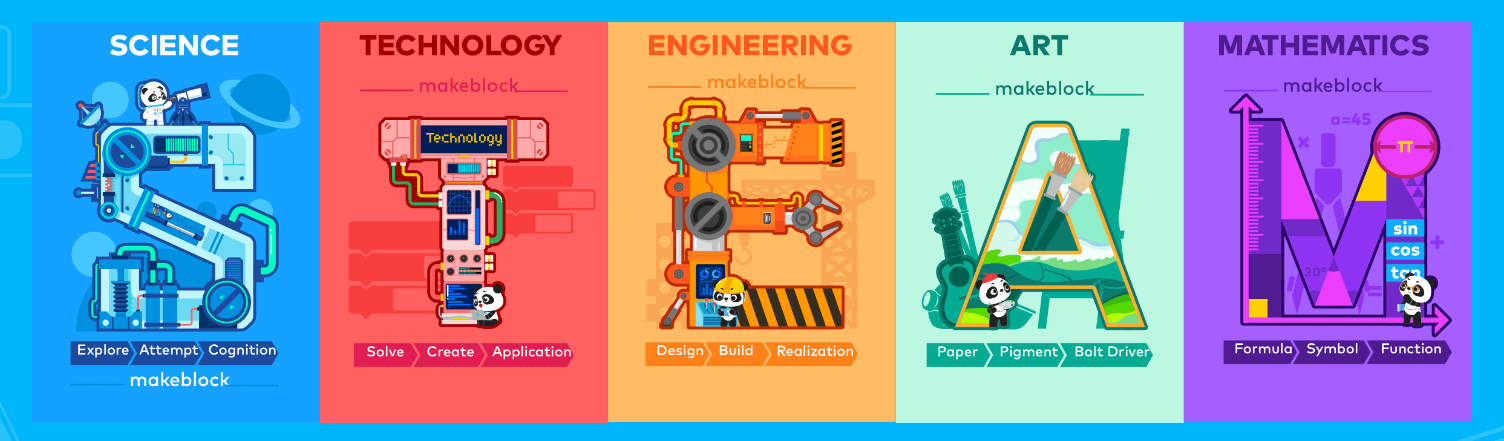 SCIENCE
Explore Attempt Cognition
makeblock
TECHNOLOGY
makeblock
Technology
Solve Create Application
ENGINEERING
makeblock
Design Build Realization
ART
makeblock
Paper Pigment Bolt Driver
MATHEMATICS
makeblock
a=45
π
sin
cos
tan
30°
Formula Symbol Function